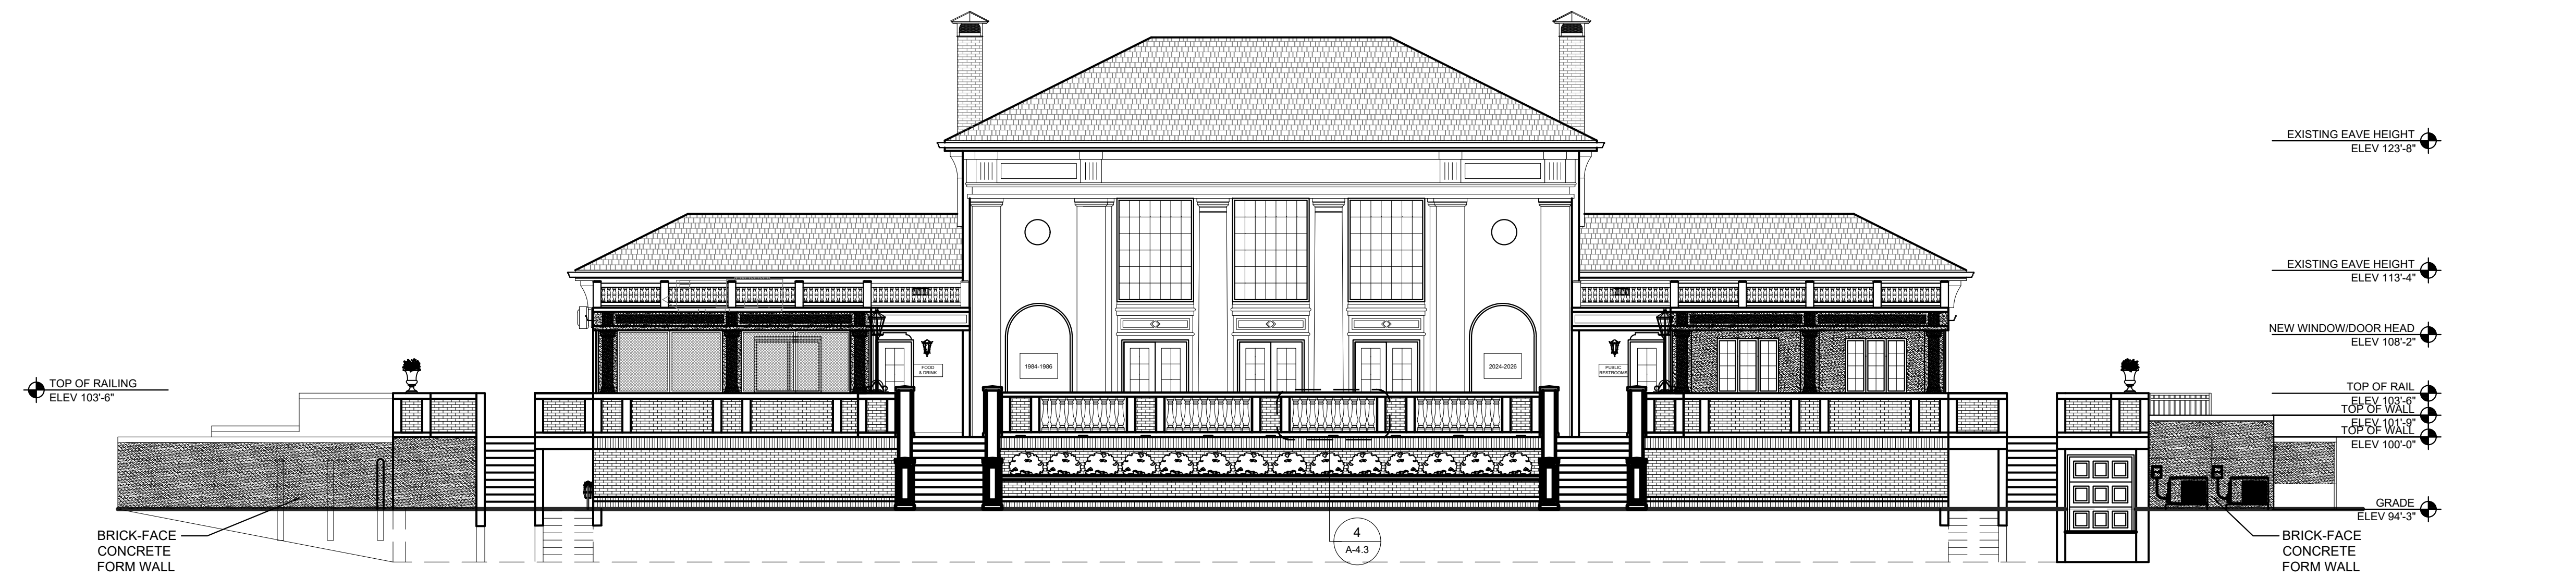 EXISTING EAVE HEIGHT
ELEV 123'-8"
EXISTING EAVE HEIGHT
ELEV 113'-4"
NEW WINDOW/DOOR HEAD
ELEV 108'-2"
FOOD
& DRINK
1984-1986
2024-2026
PUBLIC
RESTROOMS
TOP OF RAILING
ELEV 103'-6"
TOP OF RAIL
ELEV 103'-6"
TOP OF WALL
ELEV 101'-9"
TOP OF WALL
ELEV 100'-0"
GRADE
ELEV 94'-3"
BRICK-FACE
CONCRETE
FORM WALL
4
A-4.3
BRICK-FACE
CONCRETE
FORM WALL